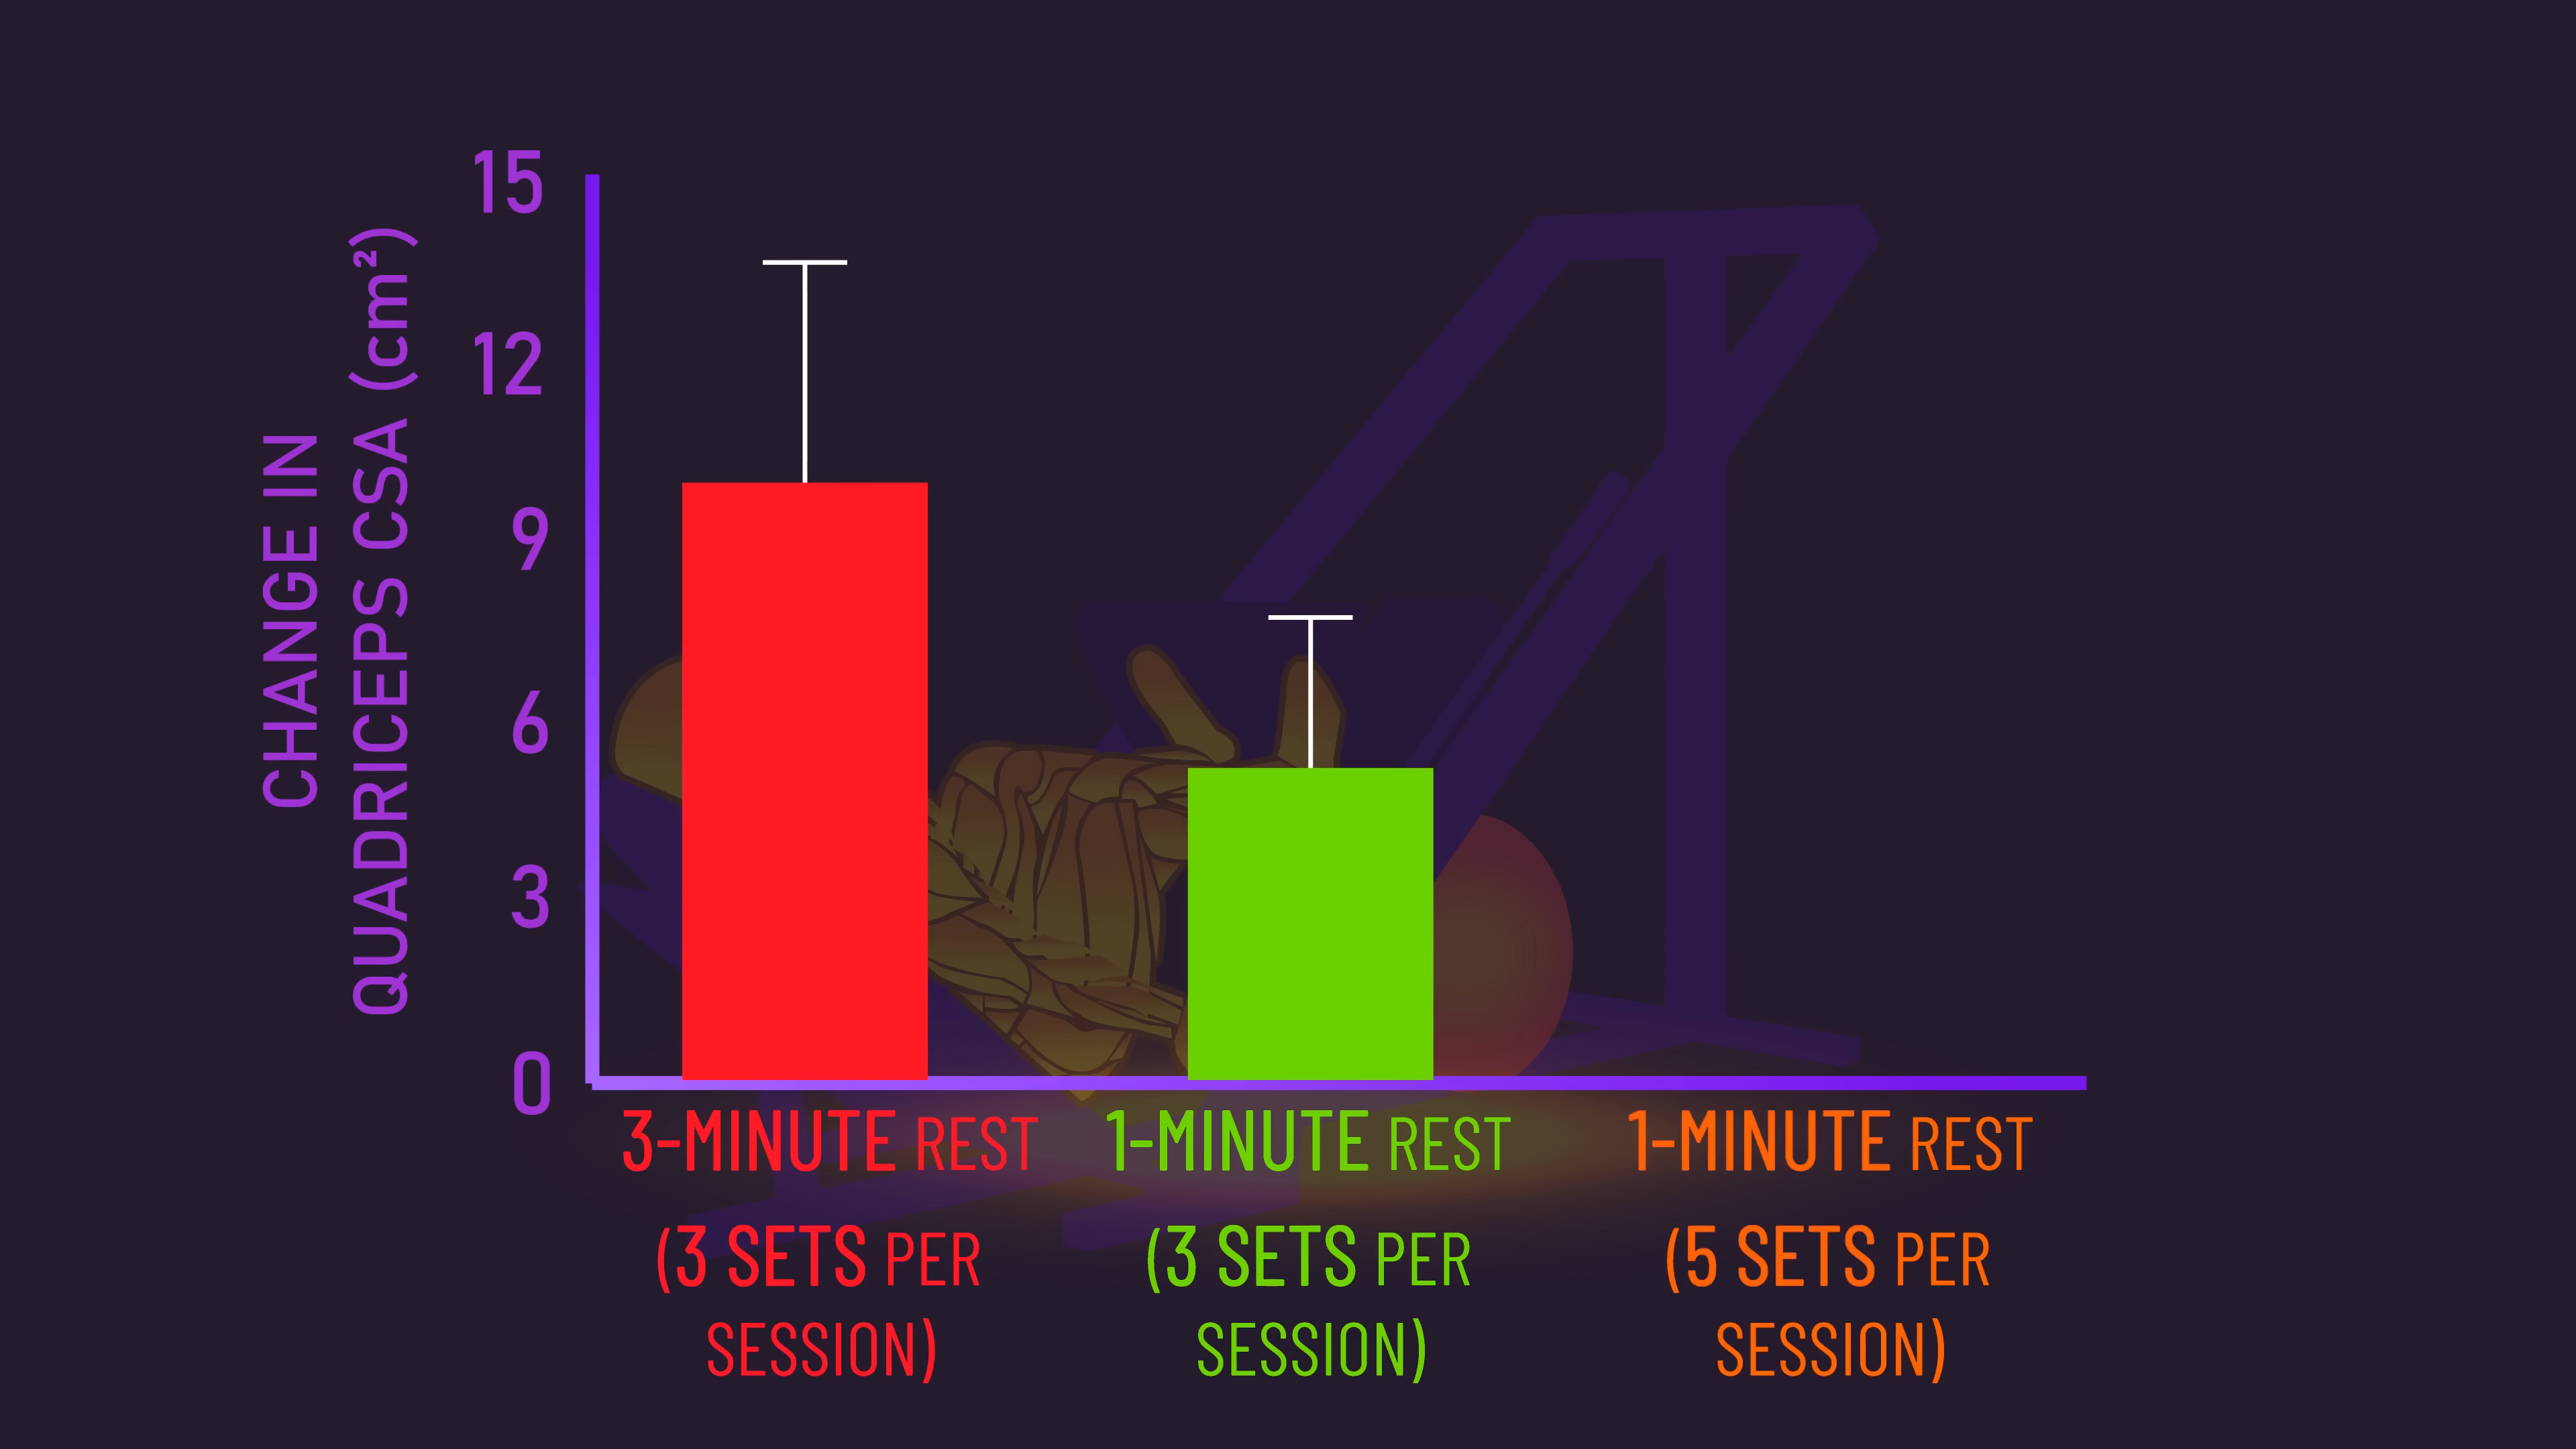 CHANGE IN
QUADRICEPS CSA (cm²)
15
12
9
6
3
0
3-MINUTE REST
(3 SETS PER
SESSION)
1-MINUTE REST
(3 SETS PER
SESSION)
1-MINUTE REST
(5 SETS PER
SESSION)